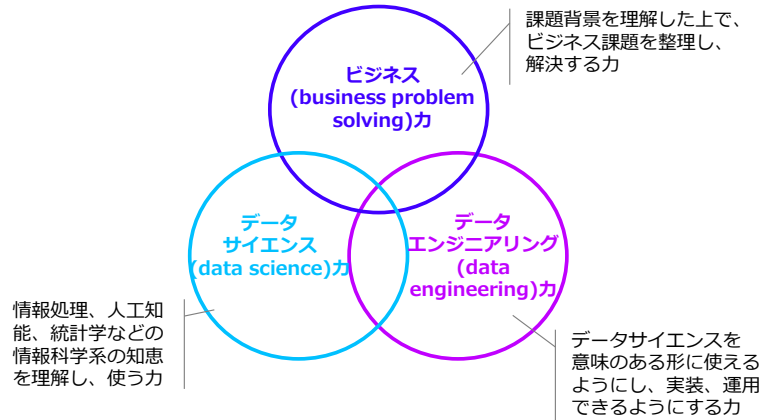 課題背景を理解した上で、
ビジネス課題を整理し、
解決する力
ビジネス
(business problem
solving)力
データ
サイエンス
(data science)力
データ
エンジニアリング
(data
engineering)力
情報処理、人工知
能、統計学などの
情報科学系の知恵
を理解し、使う力
データサイエンスを
意味のある形に使える
ようにし、実装、運用
できるようにする力